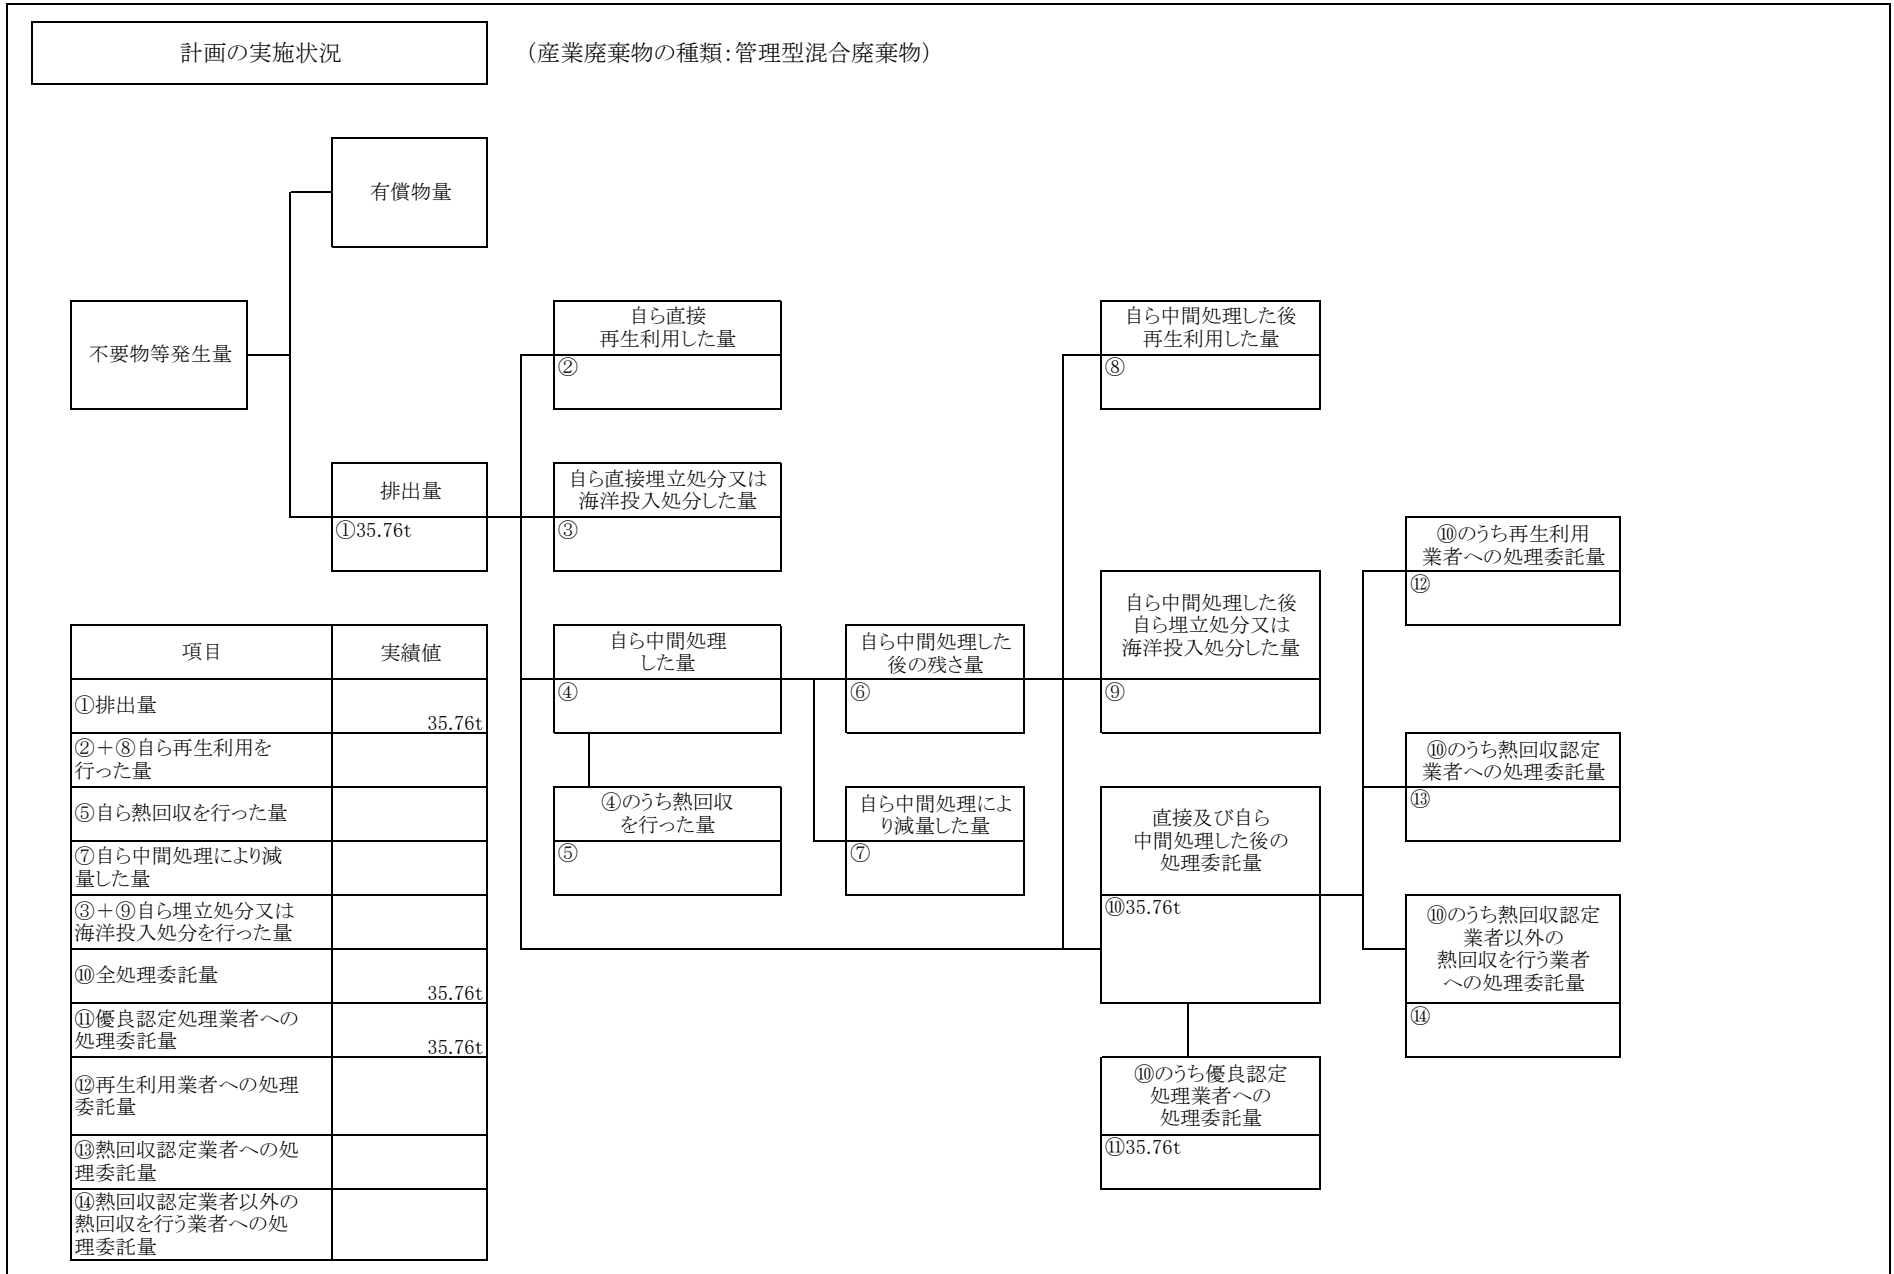 計画の実施状況
（産業廃棄物の種類：管理型混合廃棄物）
有償物量
不要物等発生量
自ら直接
再生利用した量
②
自ら中間処理した後
再生利用した量
⑧
排出量
①35.76t
自ら直接埋立処分又は
海洋投入処分した量
③
⑩のうち再生利用
業者への処理委託量
⑫
自ら中間処理した後
自ら埋立処分又は
海洋投入処分した量
⑨
自ら中間処理
した量
④
自ら中間処理した
後の残さ量
⑥
⑩のうち熱回収認定
業者への処理委託量
⑬
④のうち熱回収
を行った量
⑤
自ら中間処理によ
り減量した量
⑦
直接及び自ら
中間処理した後の
処理委託量
⑩35.76t
⑩のうち熱回収認定
業者以外の
熱回収を行う業者
への処理委託量
⑭
⑩のうち優良認定
処理業者への
処理委託量
⑪35.76t
項目
実績値
①排出量
35.76t
②＋⑧自ら再生利用を
行った量
⑤自ら熱回収を行った量
⑦自ら中間処理により減
量した量
③＋⑨自ら埋立処分又は
海洋投入処分を行った量
⑩全処理委託量
35.76t
⑪優良認定処理業者への
処理委託量
35.76t
⑫再生利用業者への処理
委託量
⑬熱回収認定業者への処
理委託量
⑭熱回収認定業者以外の
熱回収を行う業者への処
理委託量